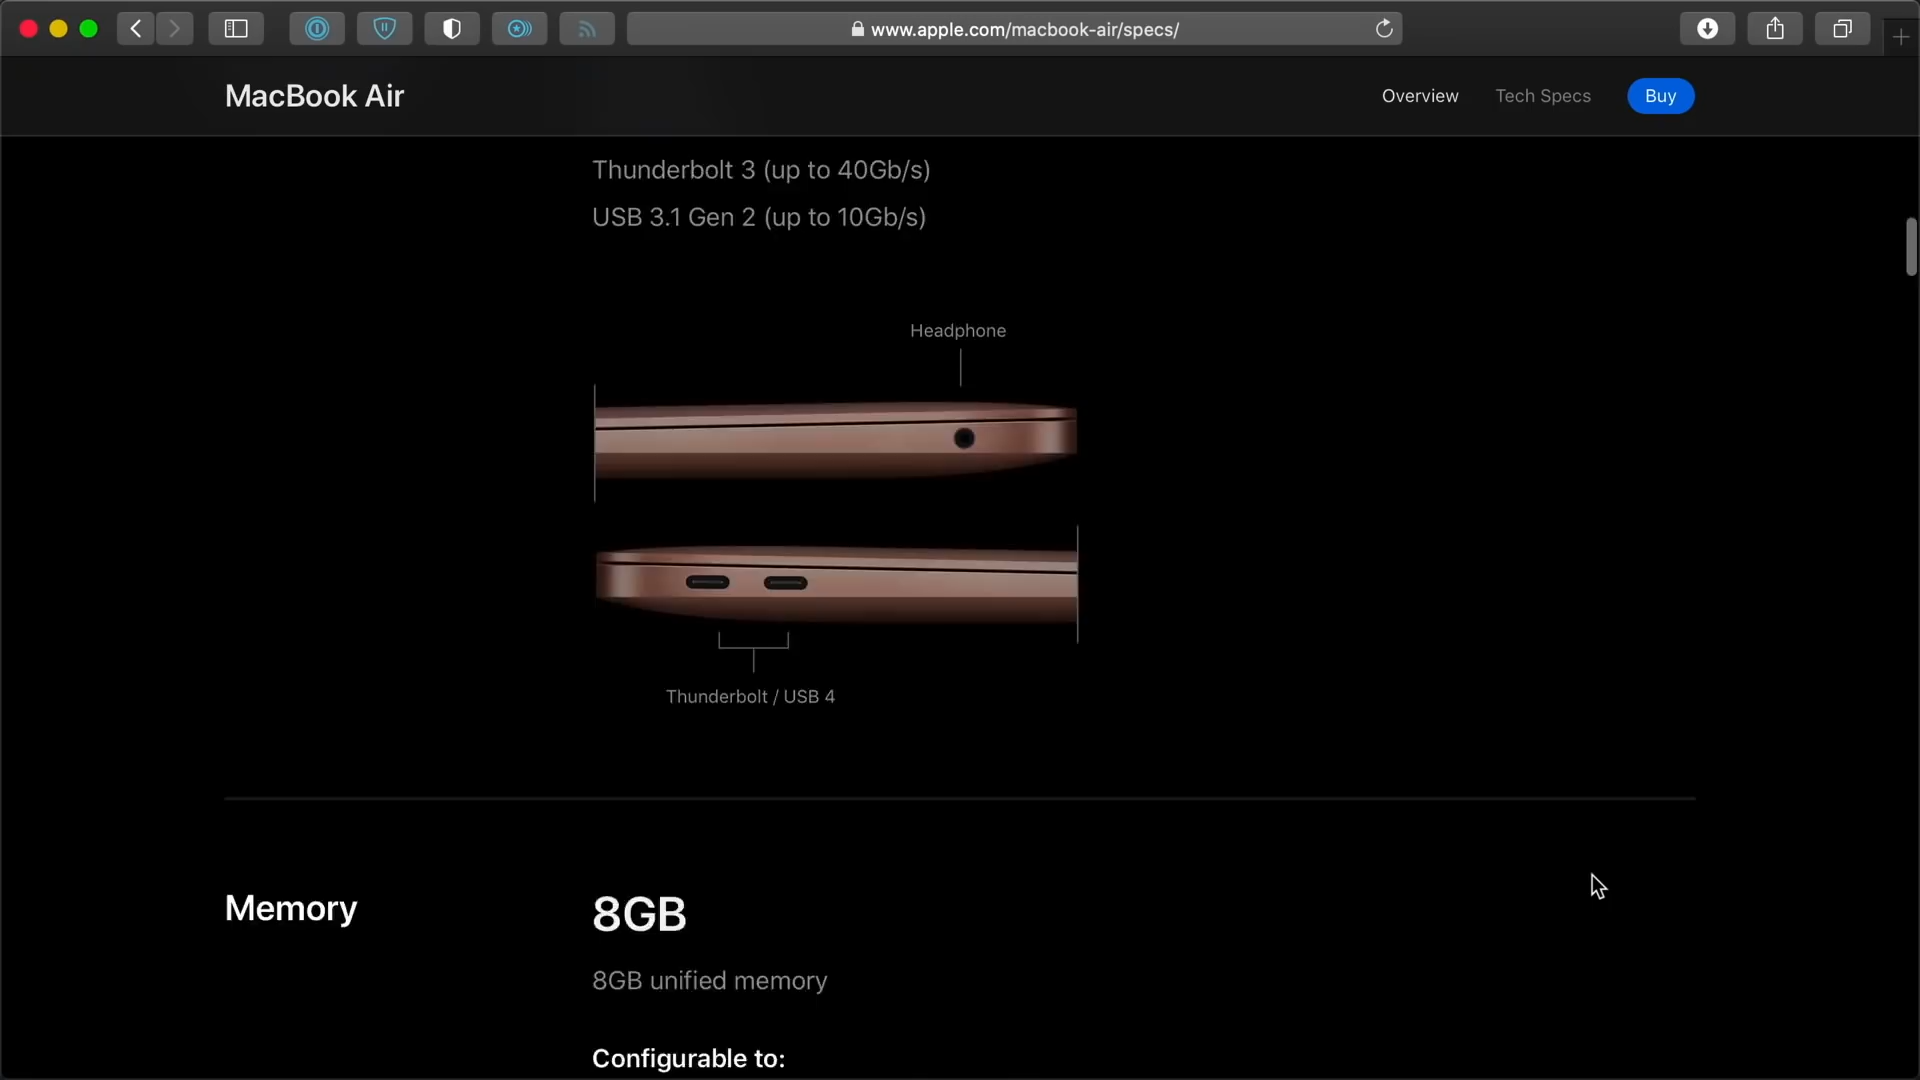 www.apple.com/macbook-air/specs/
MacBook Air
Overview
Tech Specs
Buy
Thunderbolt 3 (up to 40Gb/s)
USB 3.1 Gen 2 (up to 10Gb/s)
Headphone
Thunderbolt / USB 4
Memory
8GB
8GB unified memory
Configurable to: